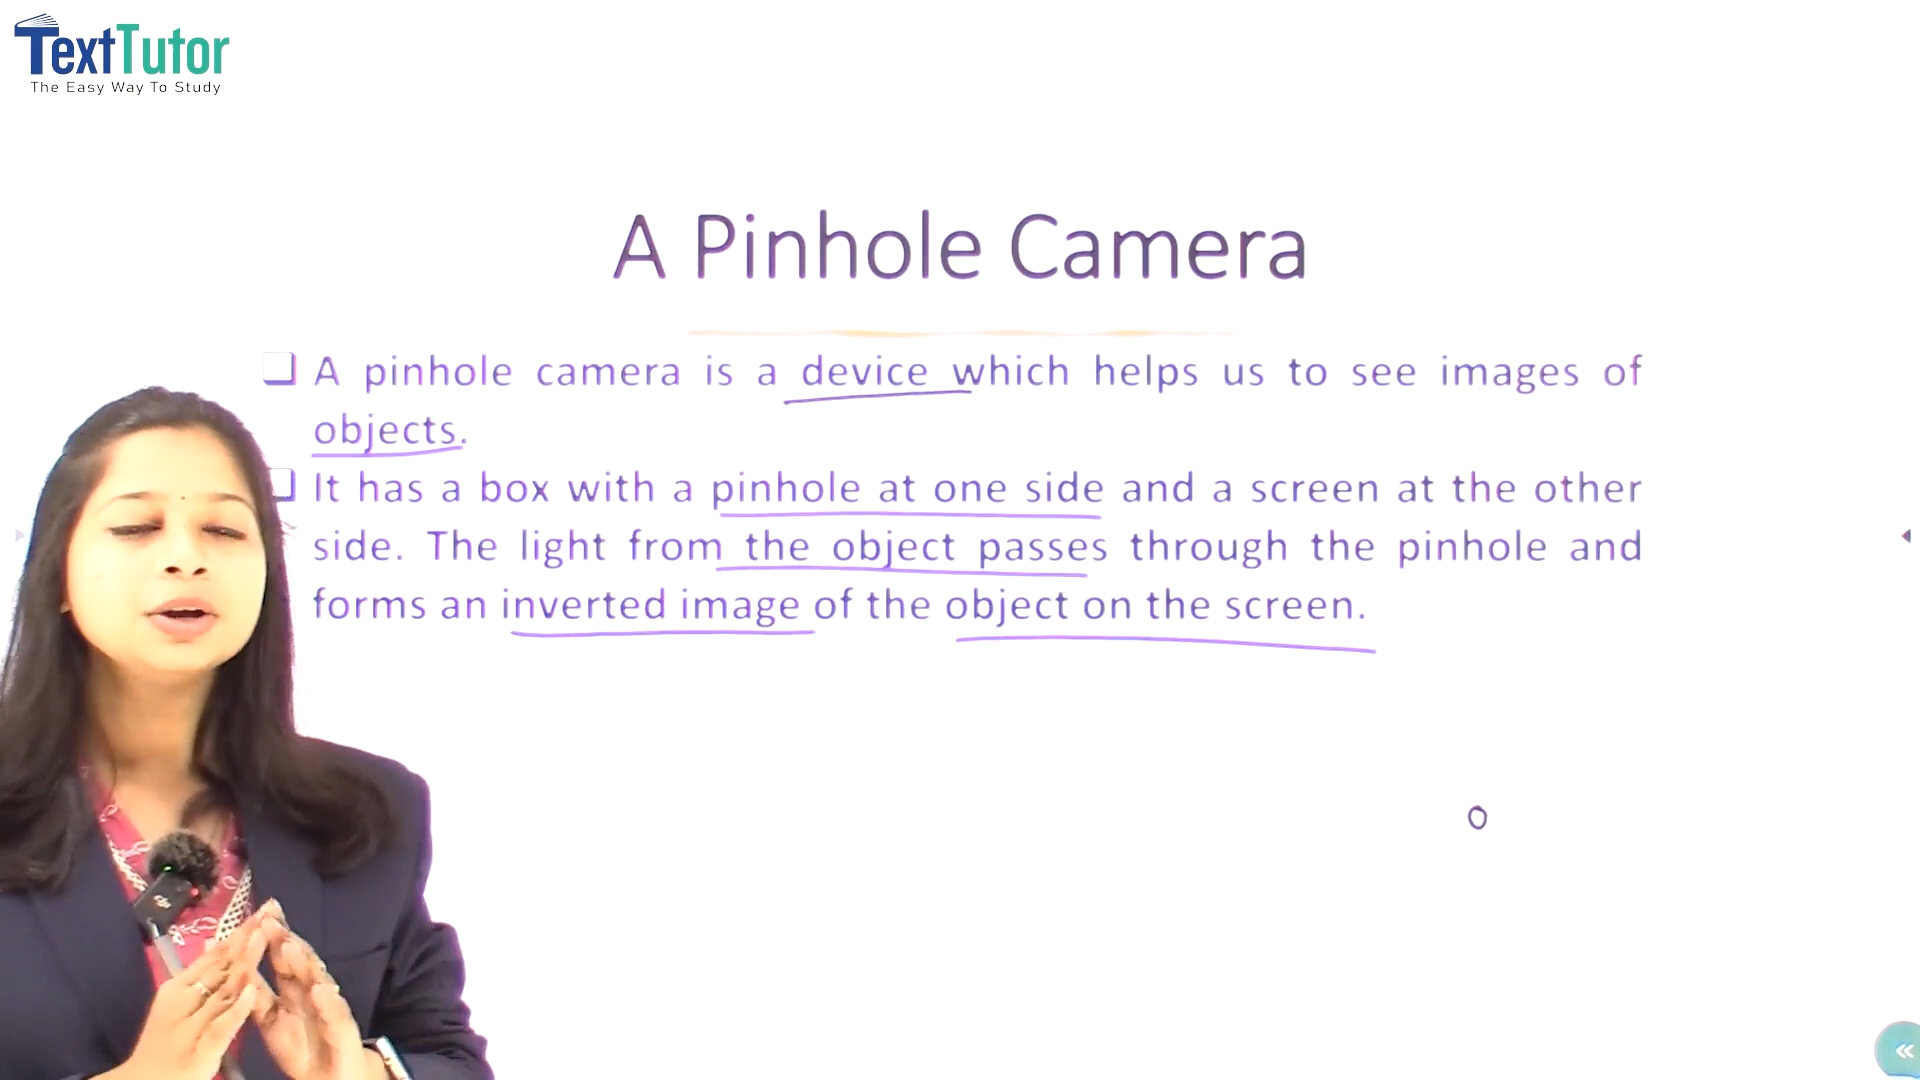 TextTutor
The Easy Way To Study
A Pinhole Camera
A pinhole camera is a device which helps us to see images of
objects.
It has a box with a pinhole at one side and a screen at the other
side. The light from the object passes through the pinhole and
forms an inverted image of the object on the screen.